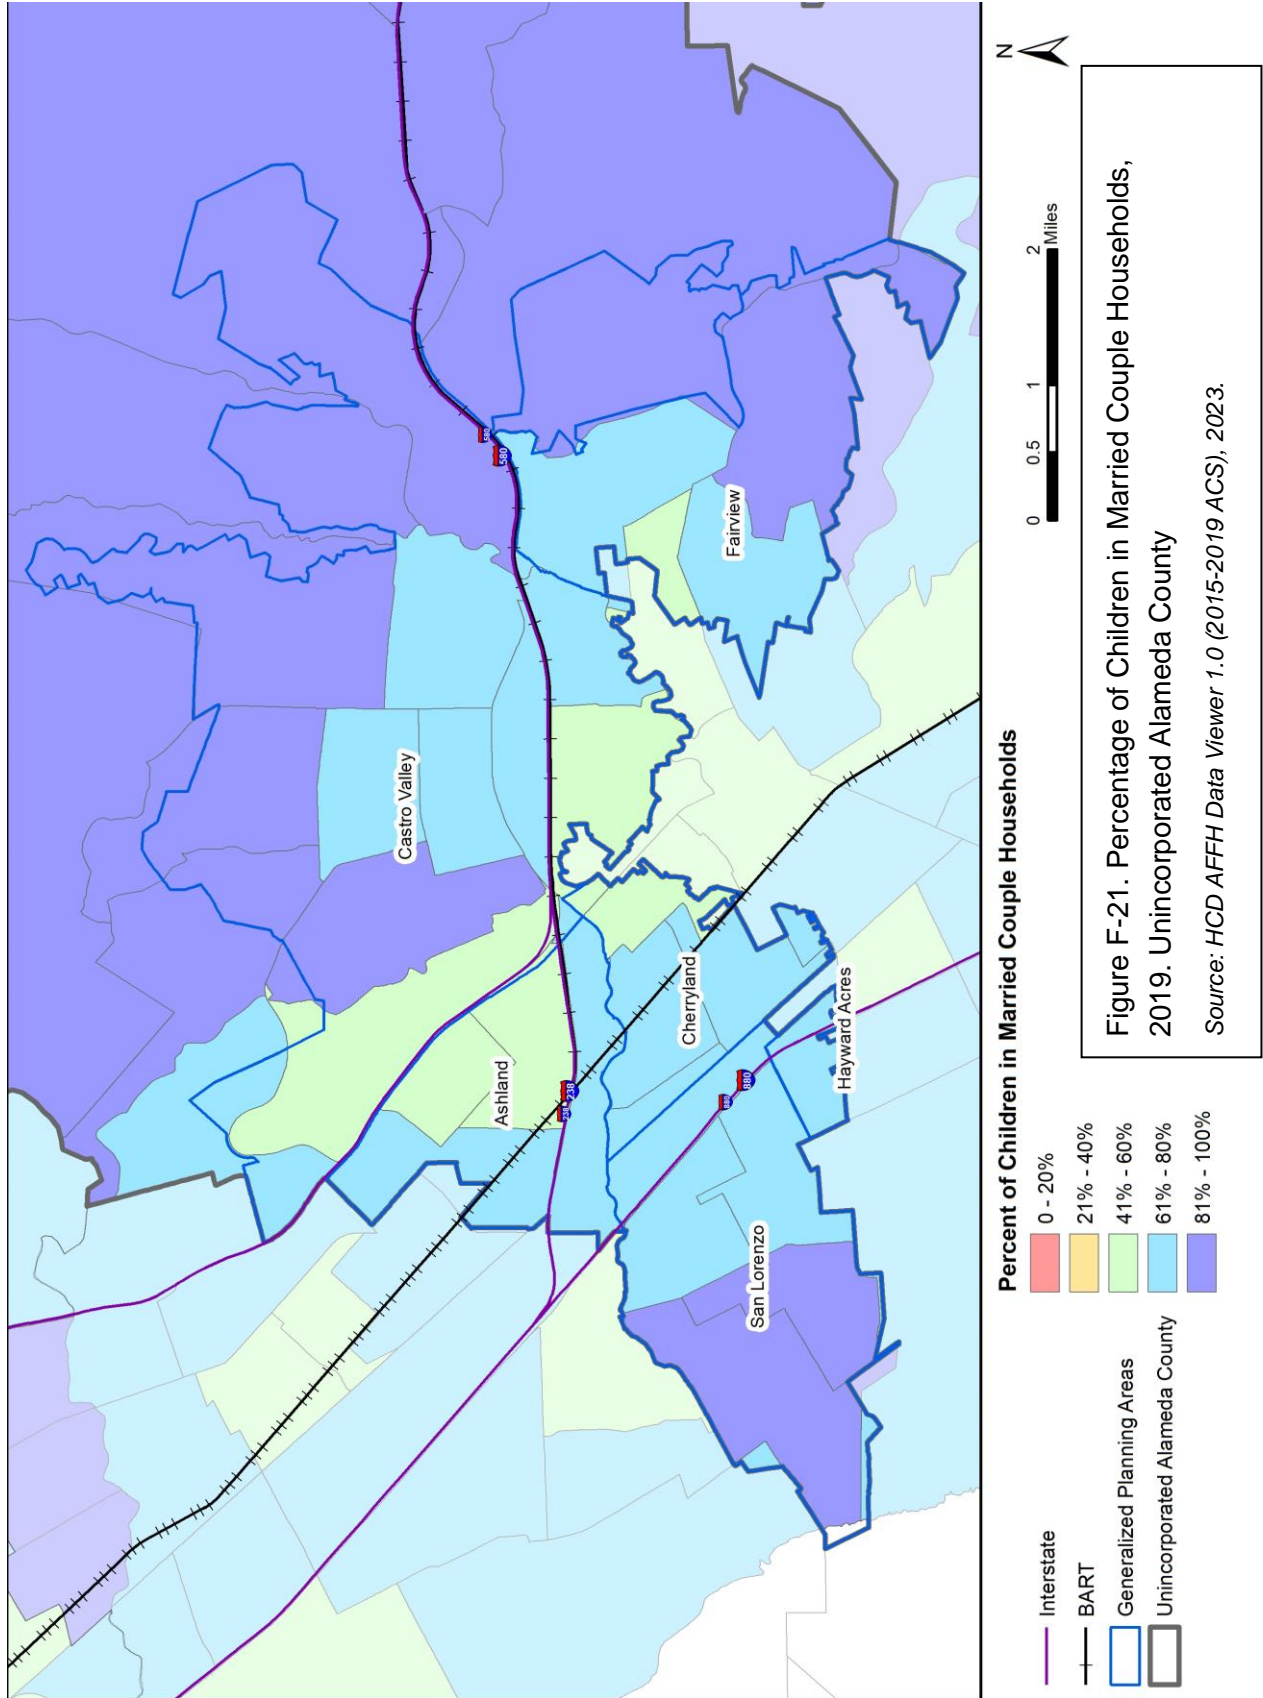 Castro Valley
Ashland
Cherryland
Fairview
San Lorenzo
Hayward Acres
580
580
238
238
880
880
N
0 0.5 1 2
Miles
Interstate
BART
Generalized Planning Areas
Unincorporated Alameda County
Percent of Children in Married Couple Households
0 - 20%
21% - 40%
41% - 60%
61% - 80%
81% - 100%
Figure F-21. Percentage of Children in Married Couple Households,
2019. Unincorporated Alameda County
Source: HCD AFFH Data Viewer 1.0 (2015-2019 ACS), 2023.